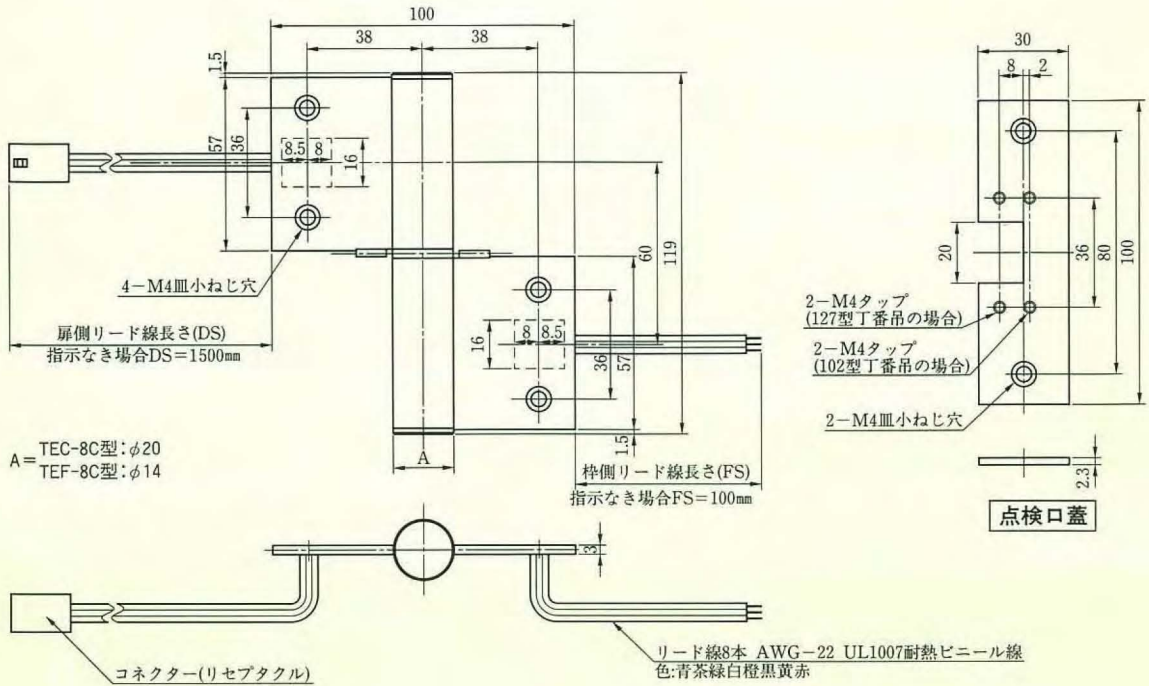 100
38
38
1.5
57
36
8.5
8
16
60
119
4-M4皿小ねじ穴
扉側リード線長さ(DS)
指示なき場合DS=1500mm
8
8.5
16
36
57
1.5
A
A=
TEC-8C型:φ20
TEF-8C型:φ14
枠側リード線長さ(FS)
指示なき場合FS=100mm
30
8
2
20
36
80
100
2-M4タップ
(127型丁番吊の場合)
2-M4タップ
(102型丁番吊の場合)
2-M4皿小ねじ穴
2.3
点検口蓋
3
コネクター(リセプタクル)
リード線8本 AWG-22 UL1007耐熱ビニール線
色:青茶緑白橙黒黄赤